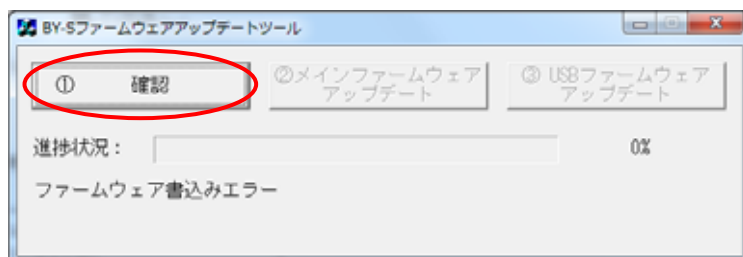 BY-Sファームウェアアップデートツール
① 確認
②メインファームウェア
アップデート
③ USBファームウェア
アップデート
進捗状況：
0%
ファームウェア書込みエラー